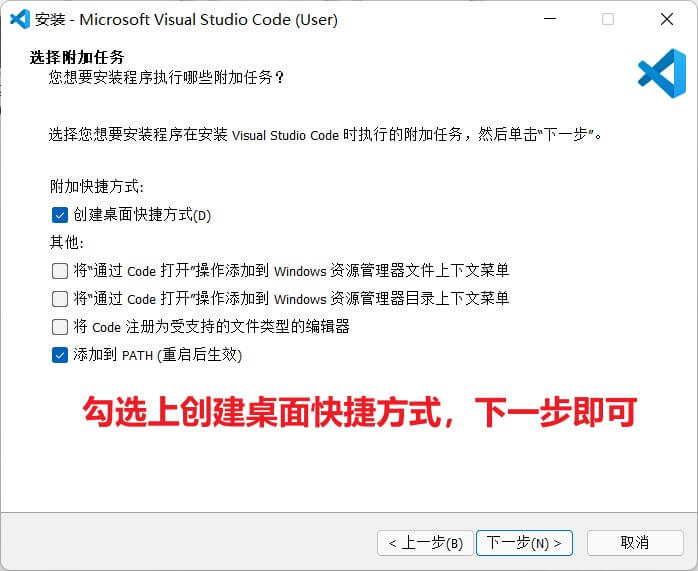 安装 - Microsoft Visual Studio Code (User)
选择附加任务
您想要安装程序执行哪些附加任务？
选择您想要安装程序在安装 Visual Studio Code 时执行的附加任务，然后单击“下一步”。
附加快捷方式:
创建桌面快捷方式(D)
其他:
将“通过 Code 打开”操作添加到 Windows 资源管理器文件上下文菜单
将“通过 Code 打开”操作添加到 Windows 资源管理器目录上下文菜单
将 Code 注册为受支持的文件类型的编辑器
添加到 PATH (重启后生效)
勾选上创建桌面快捷方式，下一步即可
< 上一步(B) 下一步(N) > 取消